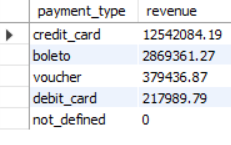 payment_type revenue
credit_card 12542084.19
boleto 2869361.27
voucher 379436.87
debit_card 217989.79
not_defined 0